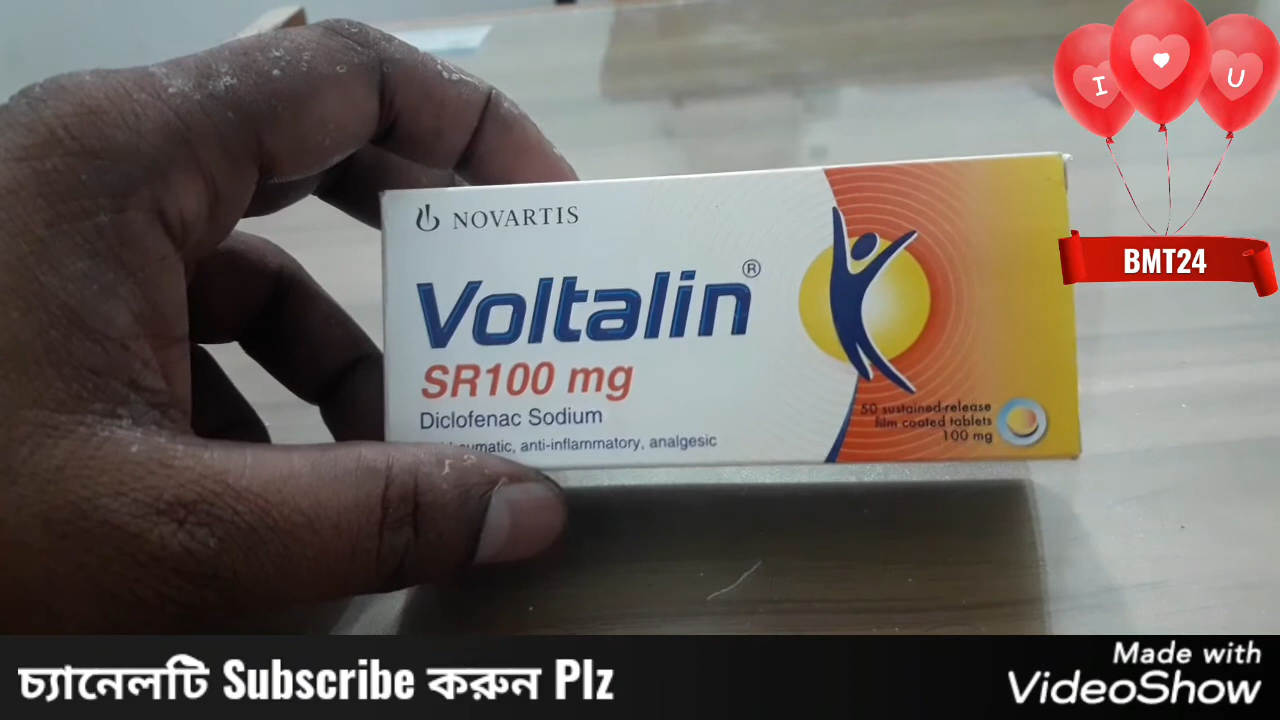 I U
BMT24
NOVARTIS
Voltalin®
SR100 mg
Diclofenac Sodium
anti-inflammatory, analgesic
50 sustained-release
film coated tablets
100 mg
চ্যানেলটি Subscribe করুন Plz
Made with
VideoShow